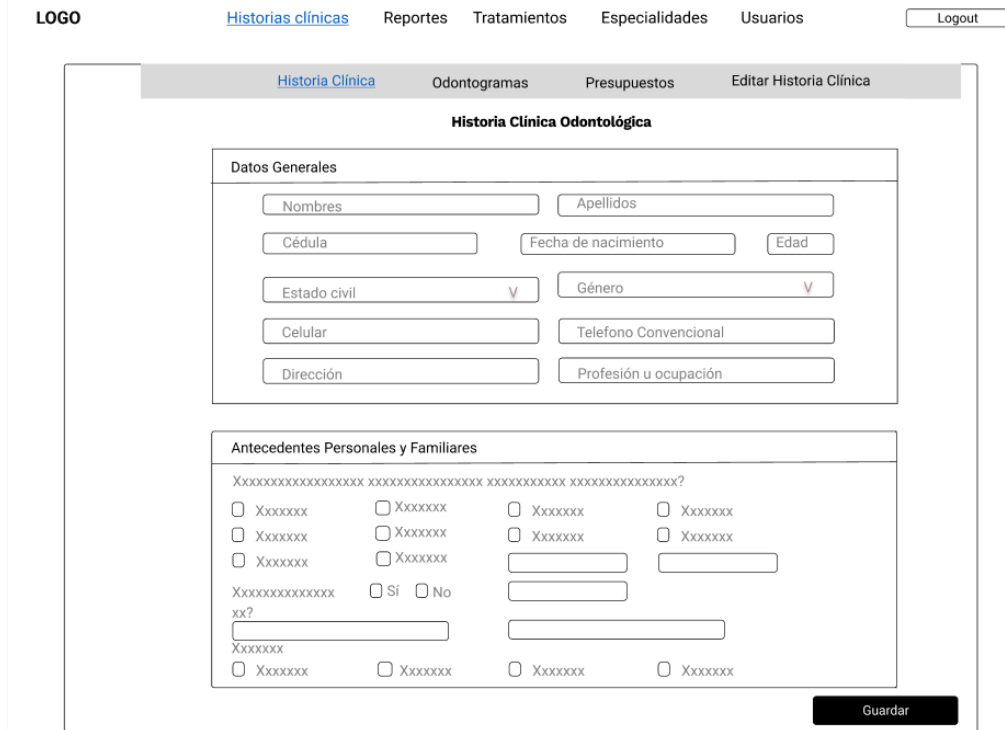 LOGO Historias clínicas Reportes Tratamientos Especialidades Usuarios Logout
Historia Clínica Odontogramas Presupuestos Editar Historia Clínica
Historia Clínica Odontológica
Datos Generales
Nombres Apellidos
Cédula Fecha de nacimiento Edad
Estado civil V Género V
Celular Telefono Convencional
Dirección Profesión u ocupación
Antecedentes Personales y Familiares
Xxxxxxxxxxxxxxxxxx xxxxxxxxxxxxxxxx xxxxxxxxxxx xxxxxxxxxxxxxxx?
Xxxxxxx Xxxxxxx Xxxxxxx Xxxxxxx
Xxxxxxx Xxxxxxx Xxxxxxx Xxxxxxx
Xxxxxxx Xxxxxxx
Xxxxxxxxxxxxxx Sí No
xx?
Xxxxxxx
Xxxxxxx Xxxxxxx Xxxxxxx Xxxxxxx
Guardar